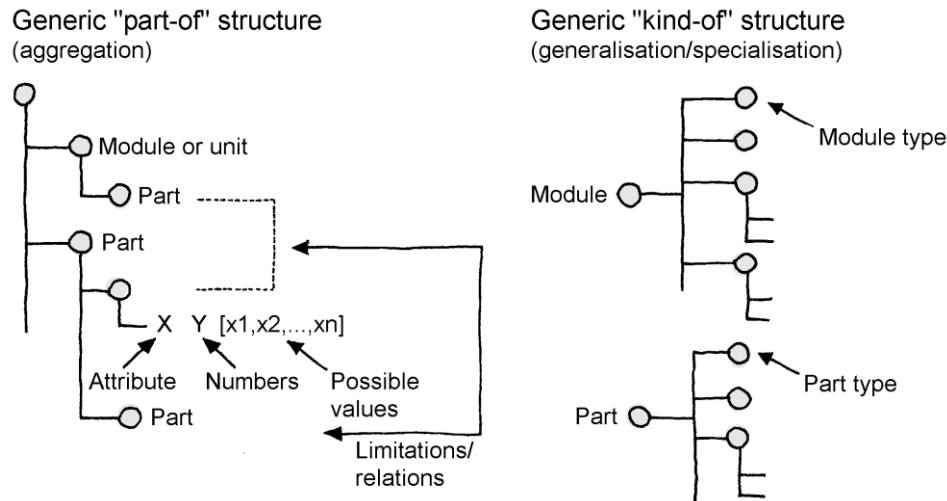 Generic "part-of" structure
(aggregation)
Module or unit
Part
Part
X Y [x1,x2,...,xn]
Attribute Numbers Possible
values
Part
Limitations/
relations
Generic "kind-of" structure
(generalisation/specialisation)
Module type
Module
Part type
Part